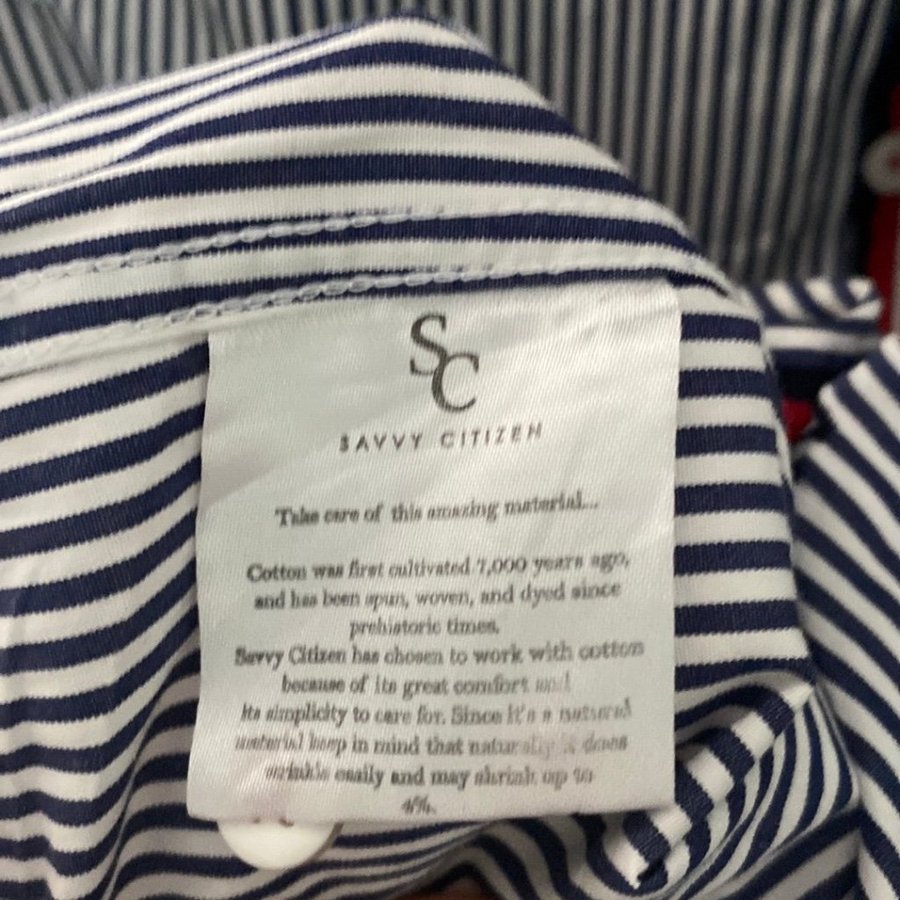 SC
SAVVY CITIZEN
Take care of this amazing material...
Cotton was first cultivated 7,000 years ago,
and has been spun, woven, and dyed since
prehistoric times.
Savvy Citizen has chosen to work with cotton
because of its great comfort and
its simplicity to care for. Since it's a natural
material keep in mind that naturally it does
wrinkle easily and may shrink up to
4%.